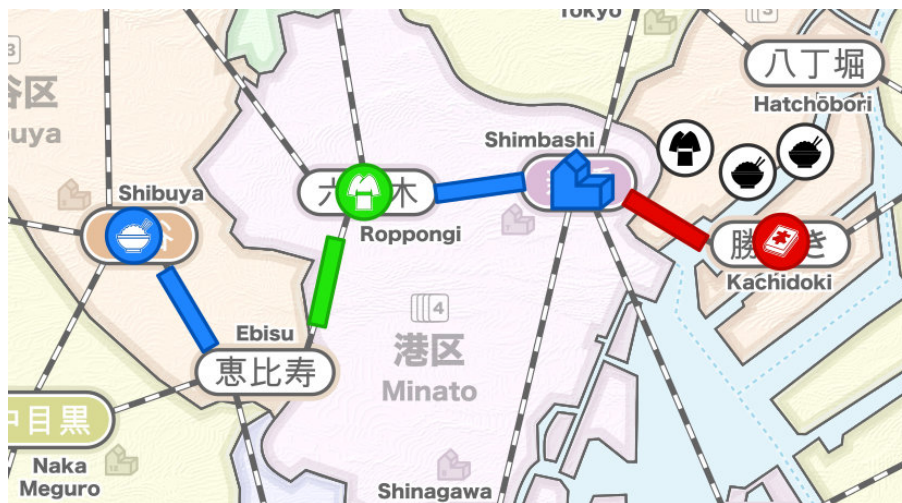 Tokyo
3
八丁堀
Hatchōbori
谷区
uya
Shimbashi
Shibuya
六 木
Roppongi
勝 き
Kachidoki
4
Ebisu
港区
Minato
恵比寿
中目黒
Naka
Meguro
Shinagawa